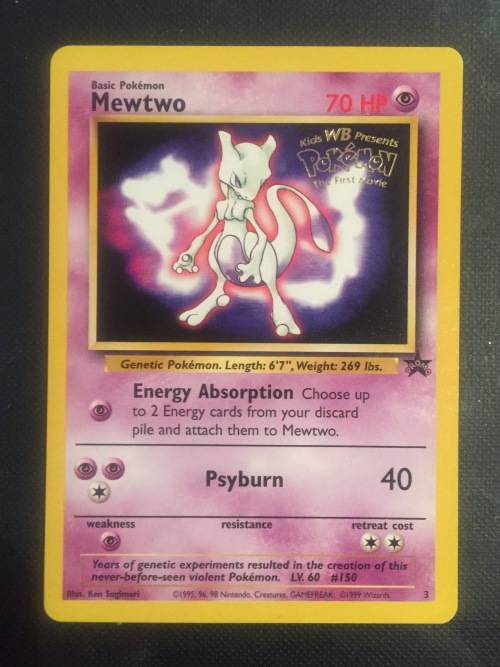 Basic Pokémon
Mewtwo
70 HP
Kids WB Presents
POKéMON
The First Movie
Genetic Pokémon. Length: 6'7", Weight: 269 lbs.
PROMO
Energy Absorption Choose up
to 2 Energy cards from your discard
pile and attach them to Mewtwo.
Psyburn 40
weakness resistance retreat cost
Years of genetic experiments resulted in the creation of this
never-before-seen violent Pokémon. LV. 60 #150
Illus. Ken Sugimori ©1995, 96, 98 Nintendo, Creatures, GAMEFREAK. ©1999 Wizards. 3